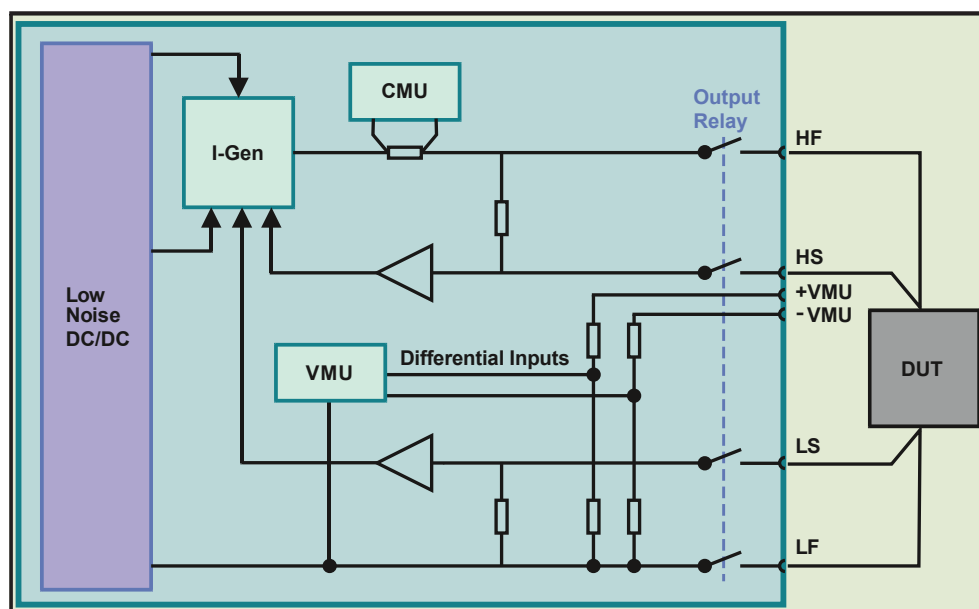 CMU
Output
Relay
HF
I-Gen
HS
+VMU
-VMU
Low
Noise
DC/DC
Differential Inputs
VMU
DUT
LS
LF